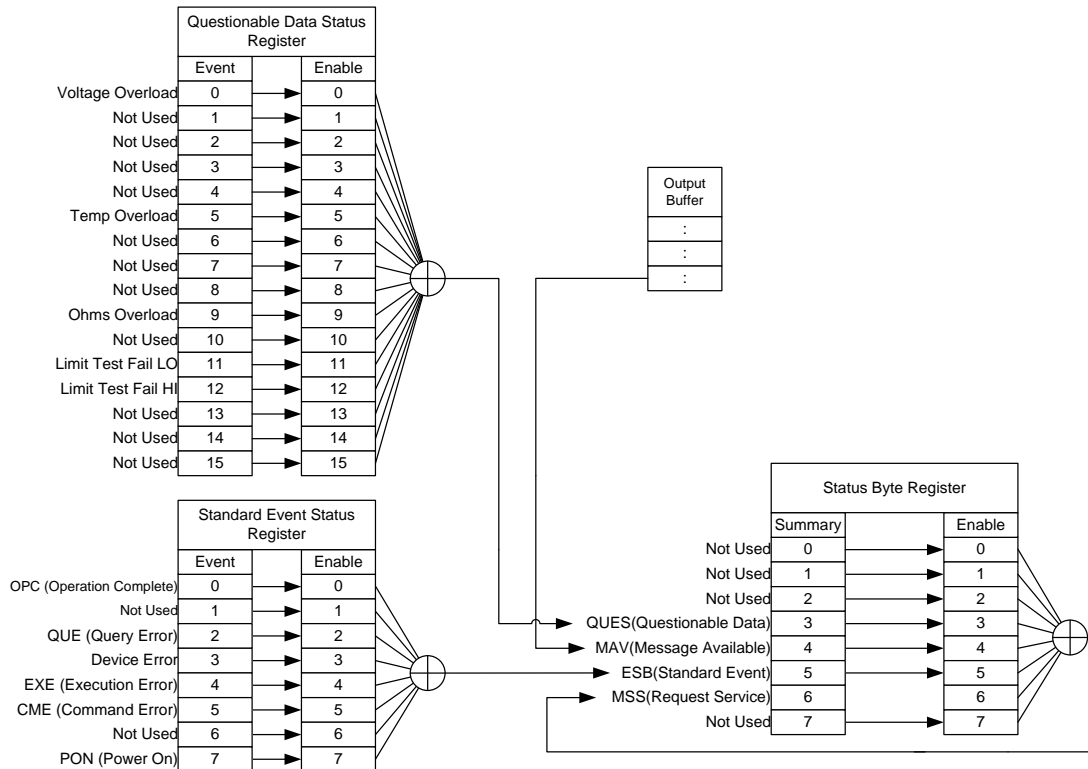 Questionable Data Status
Register
Event Enable
Voltage Overload 0 0
Not Used 1 1
Not Used 2 2
Not Used 3 3
Not Used 4 4
Temp Overload 5 5
Not Used 6 6
Not Used 7 7
Not Used 8 8
Ohms Overload 9 9
Not Used 10 10
Limit Test Fail LO 11 11
Limit Test Fail HI 12 12
Not Used 13 13
Not Used 14 14
Not Used 15 15
Output
Buffer
:
:
:
Standard Event Status
Register
Event Enable
OPC (Operation Complete) 0 0
Not Used 1 1
QUE (Query Error) 2 2
Device Error 3 3
EXE (Execution Error) 4 4
CME (Command Error) 5 5
Not Used 6 6
PON (Power On) 7 7
Status Byte Register
Summary Enable
Not Used 0 0
Not Used 1 1
Not Used 2 2
QUES(Questionable Data) 3 3
MAV(Message Available) 4 4
ESB(Standard Event) 5 5
MSS(Request Service) 6 6
Not Used 7 7